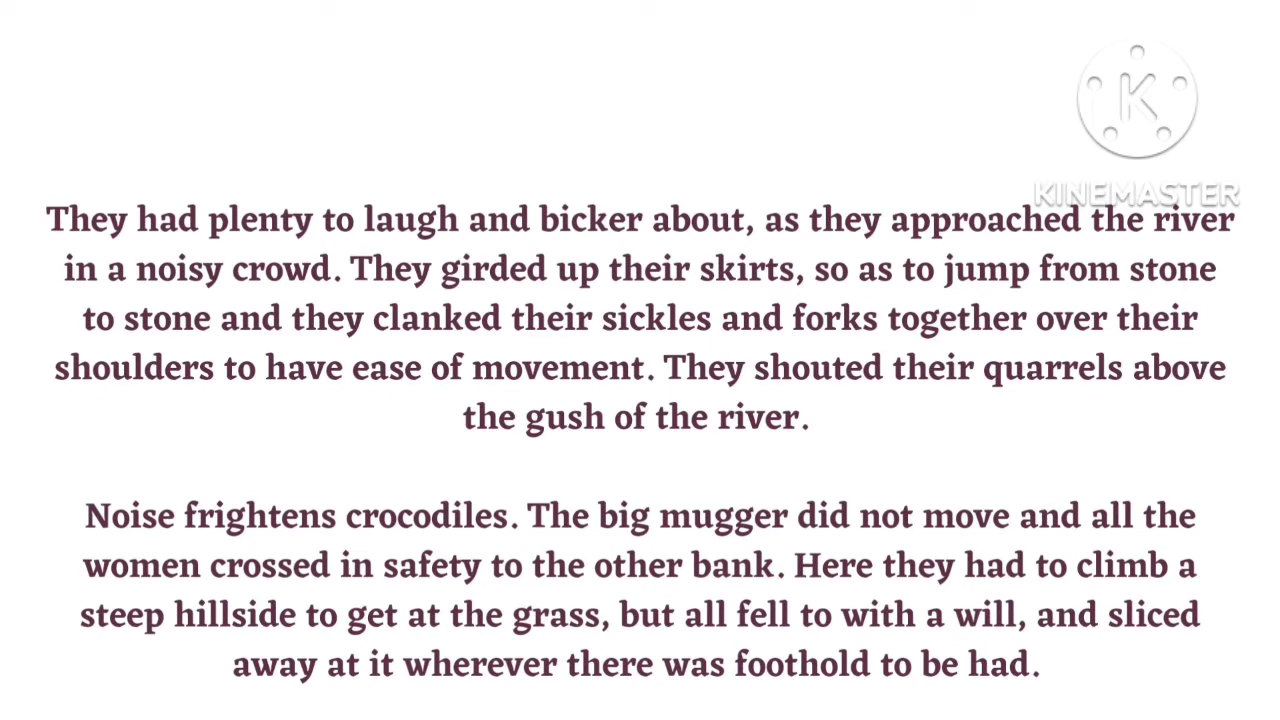 K
KINEMASTER
They had plenty to laugh and bicker about, as they approached the river
in a noisy crowd. They girded up their skirts, so as to jump from stone
to stone and they clanked their sickles and forks together over their
shoulders to have ease of movement. They shouted their quarrels above
the gush of the river.
Noise frightens crocodiles. The big mugger did not move and all the
women crossed in safety to the other bank. Here they had to climb a
steep hillside to get at the grass, but all fell to with a will, and sliced
away at it wherever there was foothold to be had.